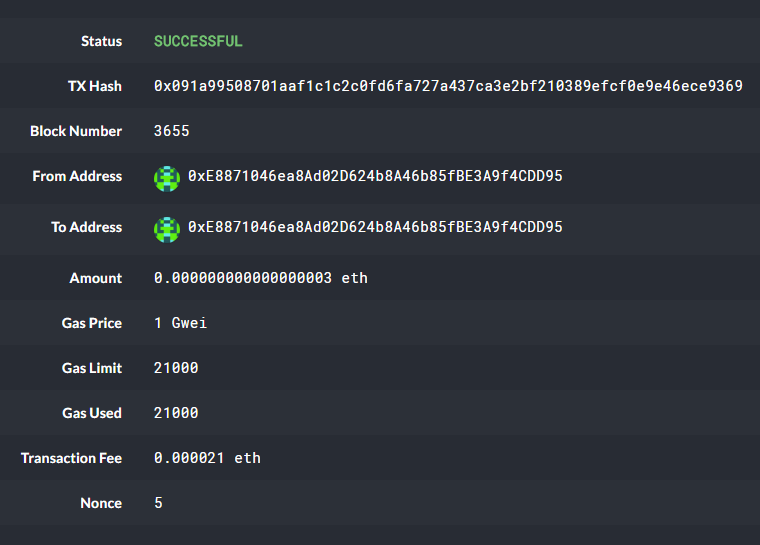 Status SUCCESSFUL
TX Hash 0x091a99508701aaf1c1c2c0fd6fa727a437ca3e2bf210389efcf0e9e46ece9369
Block Number 3655
From Address 0xE8871046ea8Ad02D624b8A46b85fBE3A9f4CDD95
To Address 0xE8871046ea8Ad02D624b8A46b85fBE3A9f4CDD95
Amount 0.000000000000000003 eth
Gas Price 1 Gwei
Gas Limit 21000
Gas Used 21000
Transaction Fee 0.000021 eth
Nonce 5